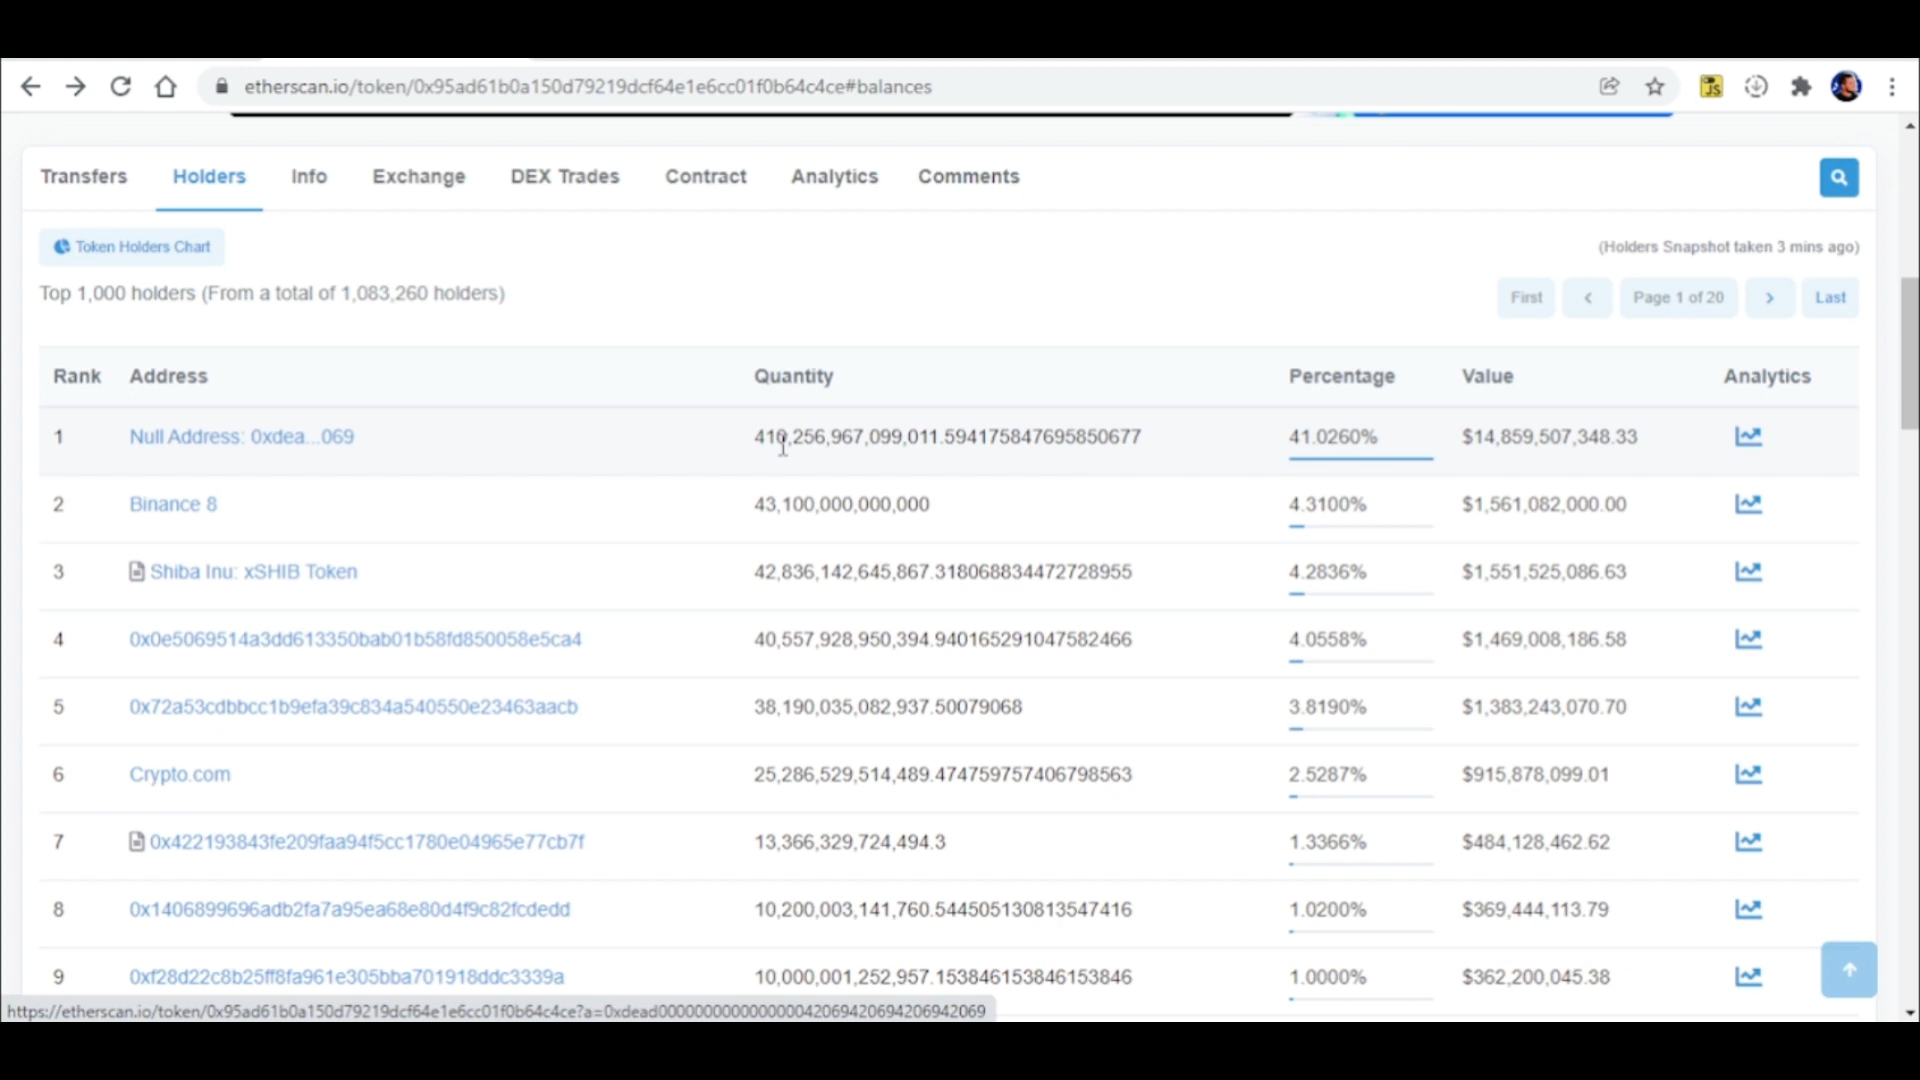 etherscan.io/token/0x95ad61b0a150d79219dcf64e1e6cc01f0b64c4ce#balances
JS
Transfers Holders Info Exchange DEX Trades Contract Analytics Comments
Token Holders Chart (Holders Snapshot taken 3 mins ago)
Top 1,000 holders (From a total of 1,083,260 holders) First < Page 1 of 20 > Last
Rank Address Quantity Percentage Value Analytics
1 Null Address: 0xdea...069 410,256,967,099,011.594175847695850677 41.0260% $14,859,507,348.33
2 Binance 8 43,100,000,000,000 4.3100% $1,561,082,000.00
3 Shiba Inu: xSHIB Token 42,836,142,645,867.318068834472728955 4.2836% $1,551,525,086.63
4 0x0e5069514a3dd613350bab01b58fd850058e5ca4 40,557,928,950,394.940165291047582466 4.0558% $1,469,008,186.58
5 0x72a53cdbbcc1b9efa39c834a540550e23463aacb 38,190,035,082,937.50079068 3.8190% $1,383,243,070.70
6 Crypto.com 25,286,529,514,489.474759757406798563 2.5287% $915,878,099.01
7 0x422193843fe209faa94f5cc1780e04965e77cb7f 13,366,329,724,494.3 1.3366% $484,128,462.62
8 0x1406899696adb2fa7a95ea68e80d4f9c82fcdedd 10,200,003,141,760.544505130813547416 1.0200% $369,444,113.79
9 0xf28d22c8b25ff8fa961e305bba701918ddc3339a 10,000,001,252,957.153846153846153846 1.0000% $362,200,045.38
https://etherscan.io/token/0x95ad61b0a150d79219dcf64e1e6cc01f0b64c4ce?a=0xdead000000000000000042069420694206942069